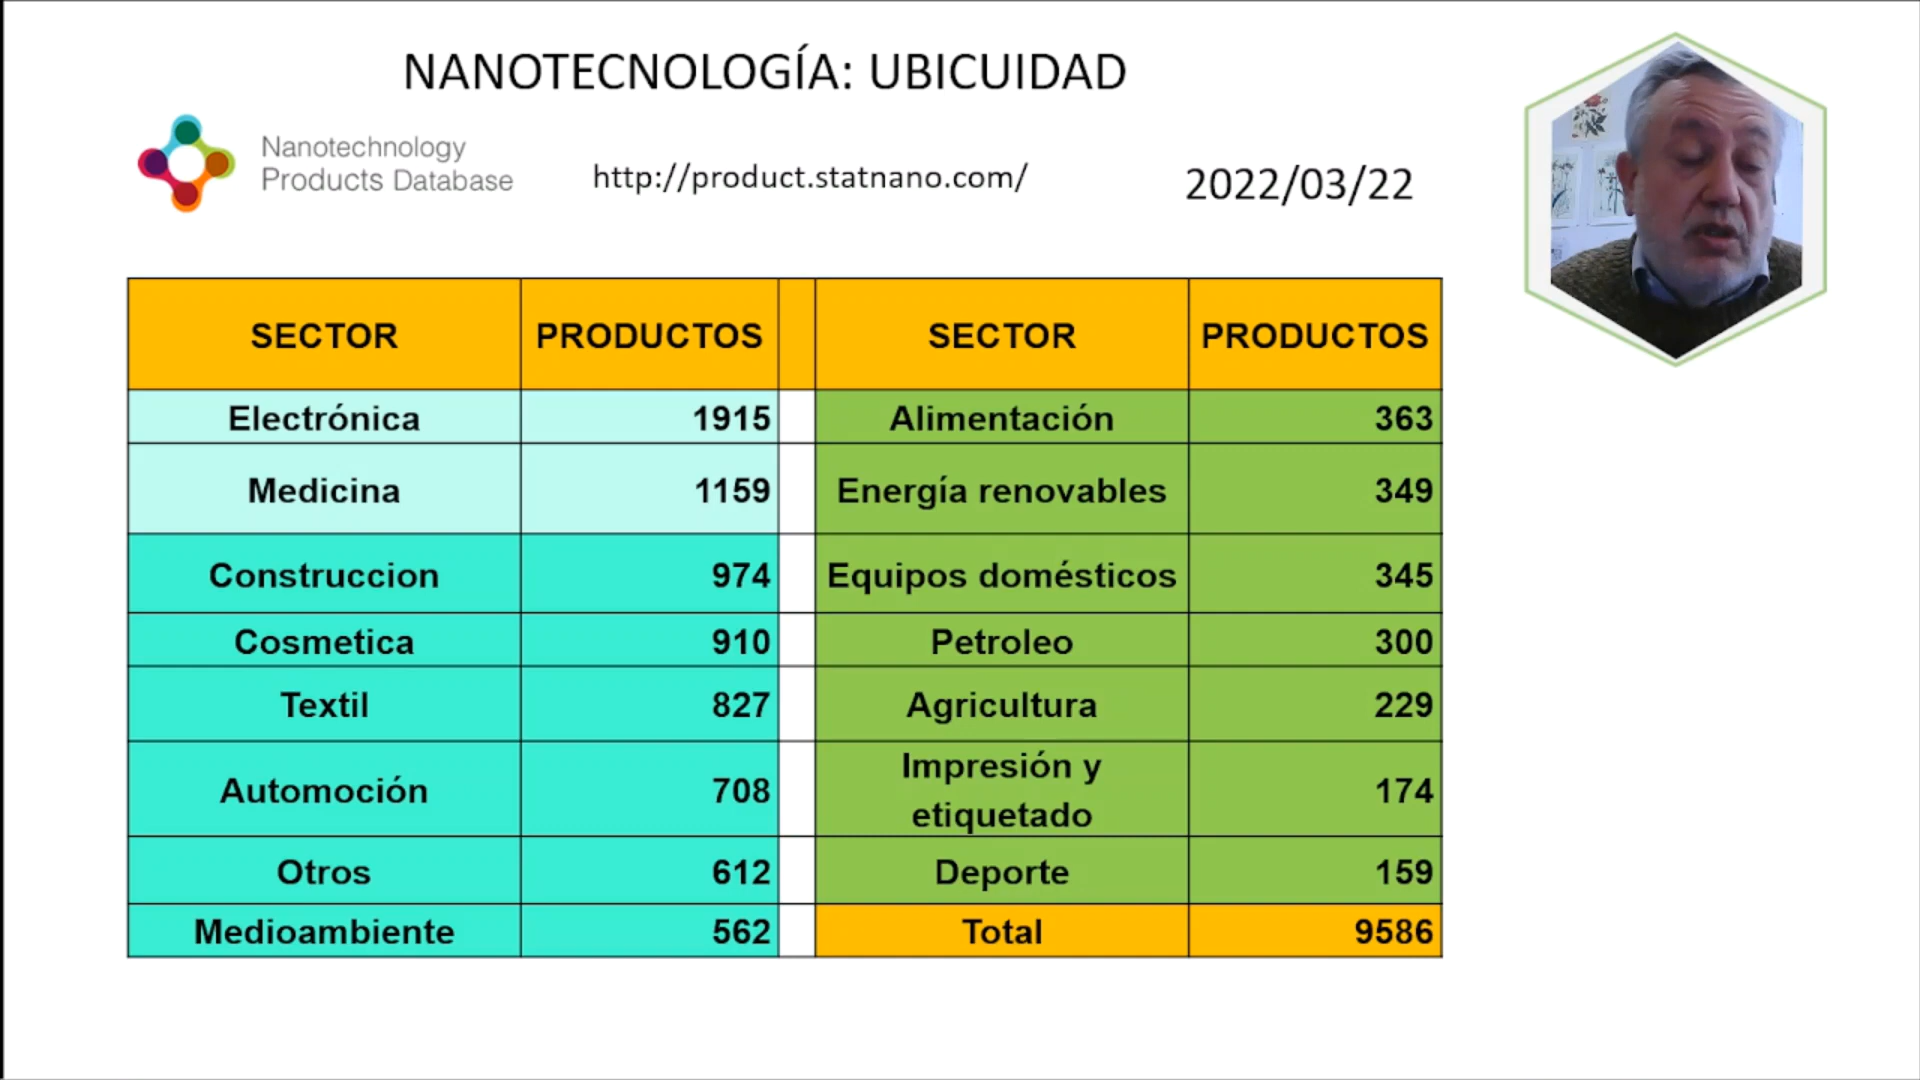 NANOTECNOLOGÍA: UBICUIDAD
Nanotechnology
Products Database
http://product.statnano.com/
2022/03/22
SECTOR PRODUCTOS SECTOR PRODUCTOS
Electrónica 1915 Alimentación 363
Medicina 1159 Energía renovables 349
Construccion 974 Equipos domésticos 345
Cosmetica 910 Petroleo 300
Textil 827 Agricultura 229
Automoción 708 Impresión y
etiquetado 174
Otros 612 Deporte 159
Medioambiente 562 Total 9586